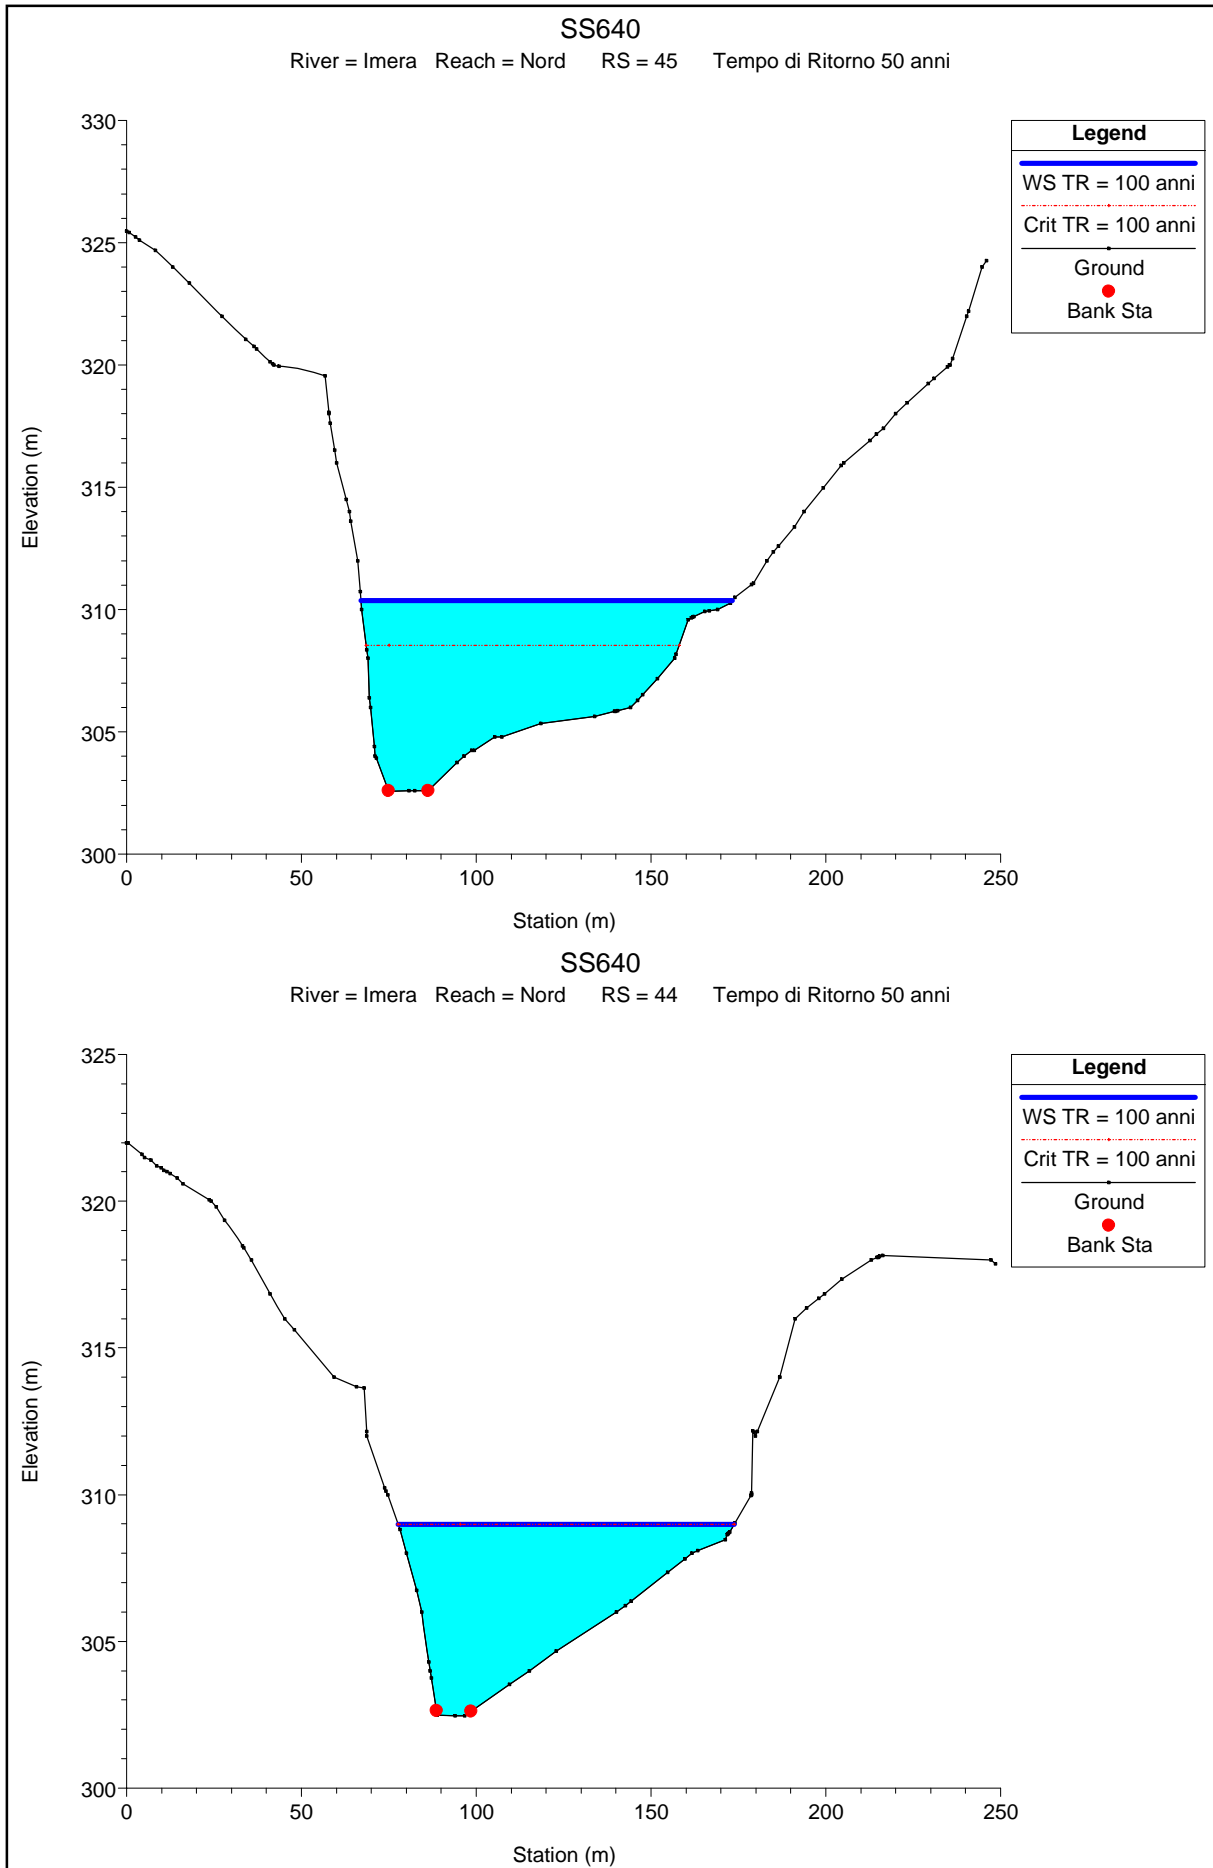 SS640
River = Imera   Reach = Nord      RS = 45      Tempo di Ritorno 50 anni
330
325
320
315
310
305
300
Elevation (m)
0 50 100 150 200 250
Station (m)
Legend
WS TR = 100 anni
Crit TR = 100 anni
Ground
Bank Sta
SS640
River = Imera   Reach = Nord      RS = 44      Tempo di Ritorno 50 anni
325
320
315
310
305
300
Elevation (m)
0 50 100 150 200 250
Station (m)
Legend
WS TR = 100 anni
Crit TR = 100 anni
Ground
Bank Sta